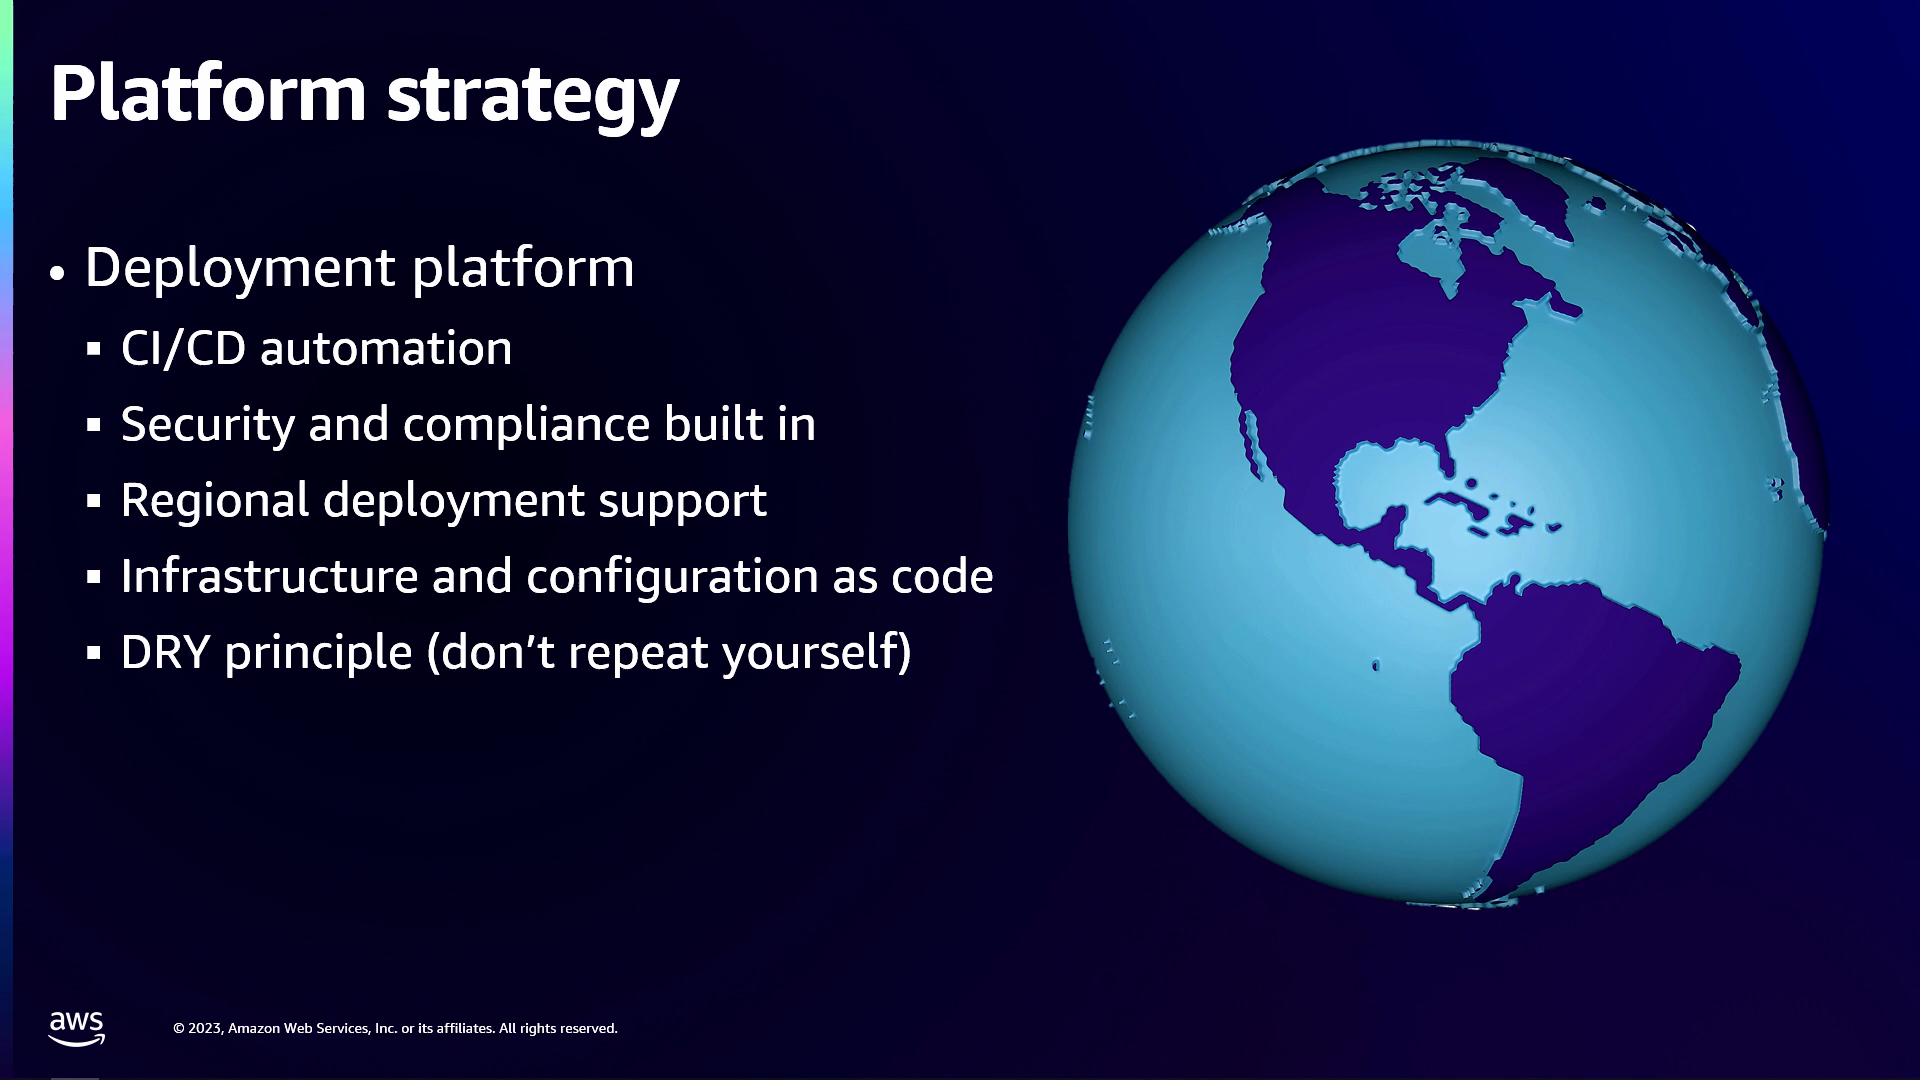 Platform strategy
• Deployment platform
▪ CI/CD automation
▪ Security and compliance built in
▪ Regional deployment support
▪ Infrastructure and configuration as code
▪ DRY principle (don’t repeat yourself)
aws
© 2023, Amazon Web Services, Inc. or its affiliates. All rights reserved.